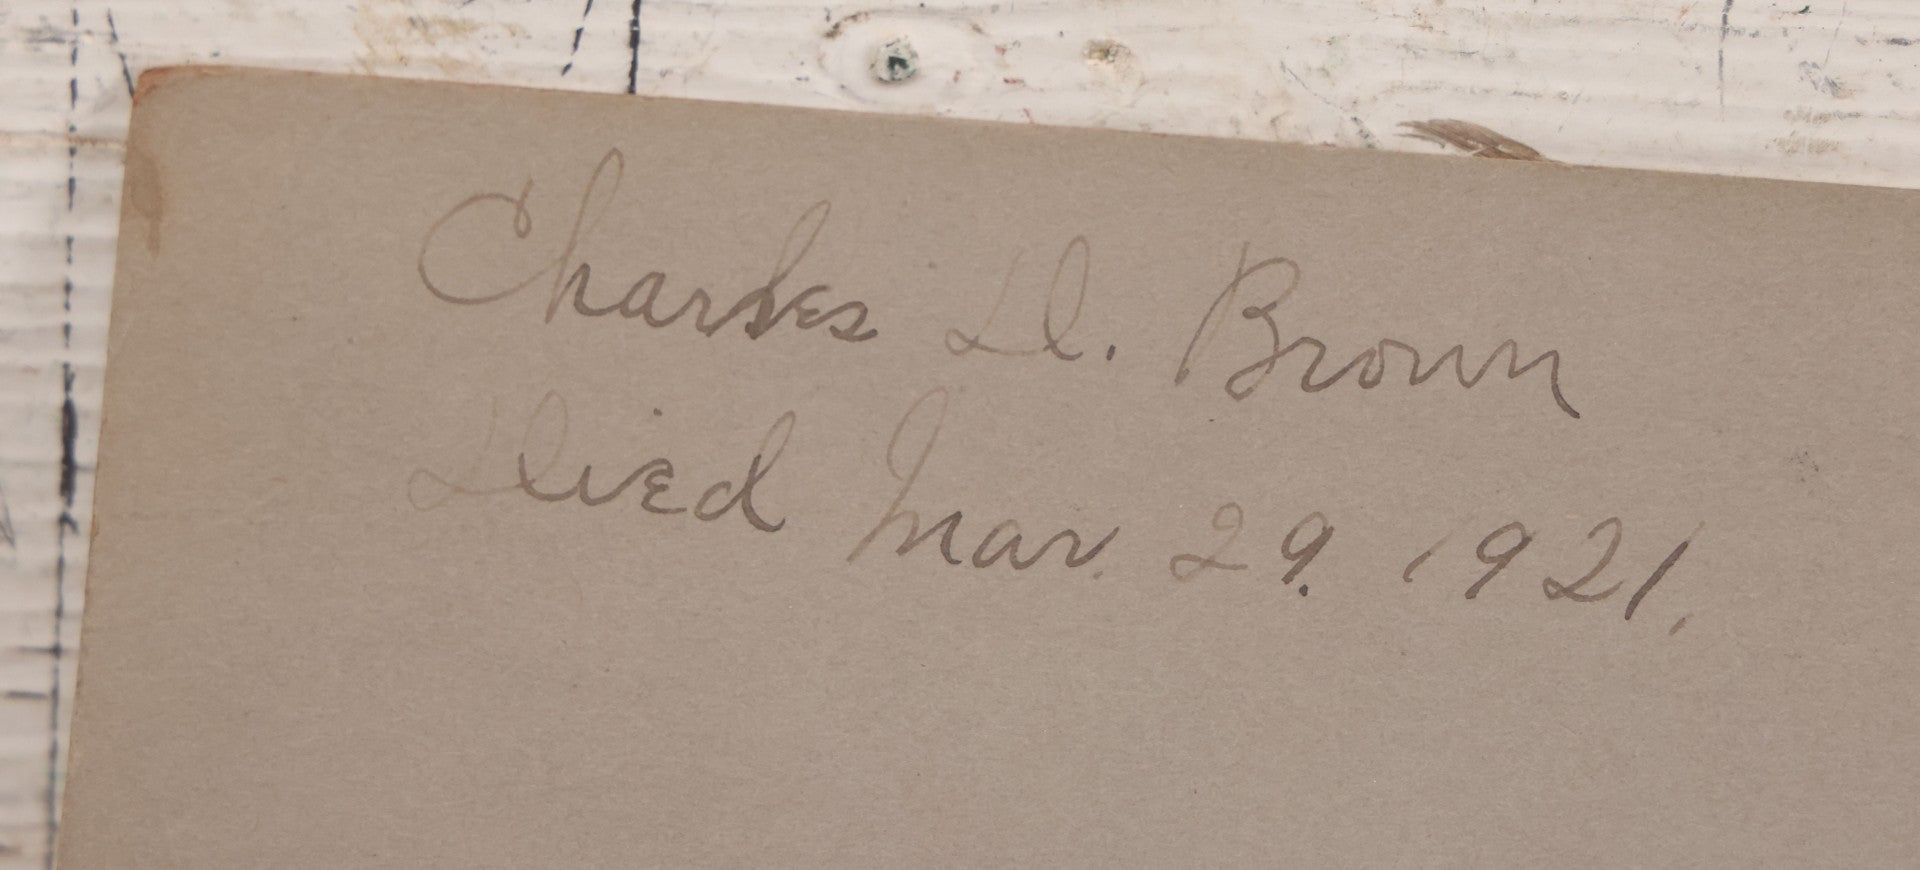 Charles D. Brown
Died Mar. 29. 1921.